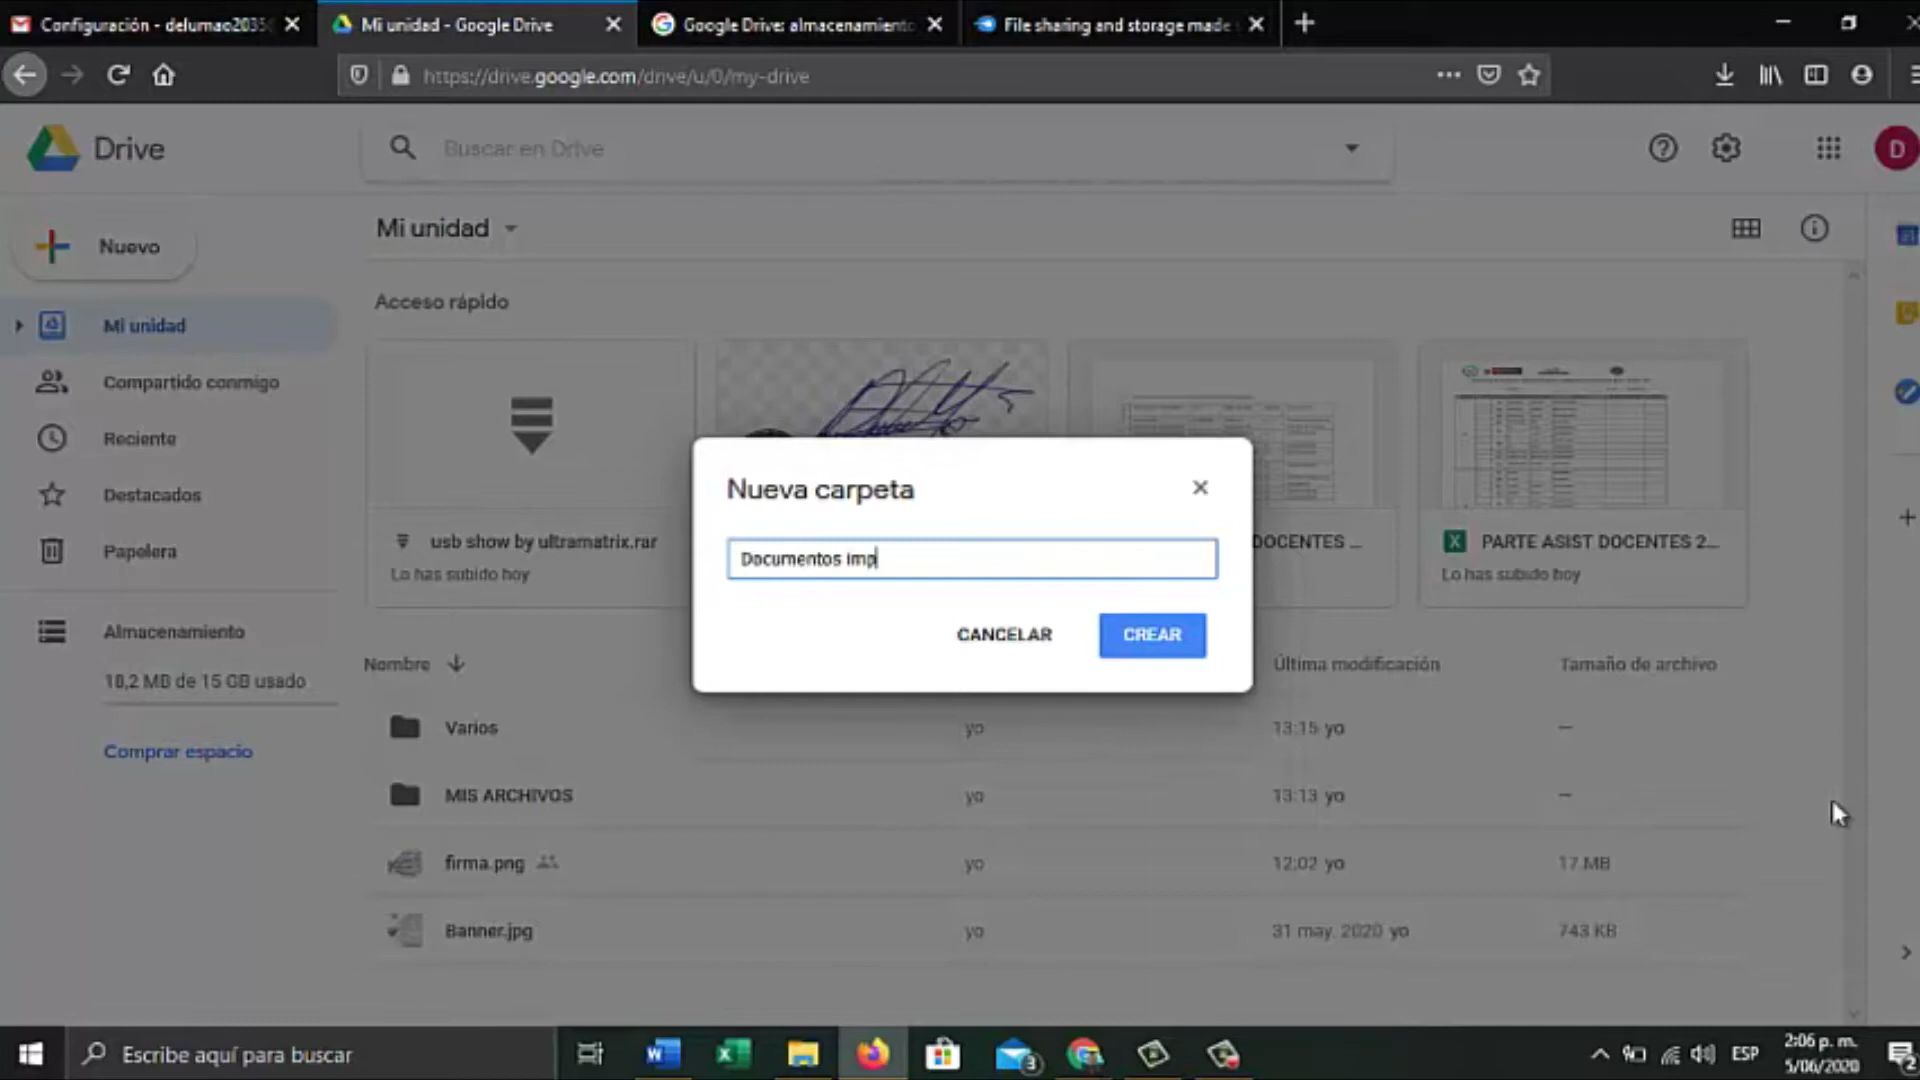 Configuración - delumac2035
Mi unidad - Google Drive
Google Drive: almacenamiento
File sharing and storage made
https://drive.google.com/drive/u/0/my-drive
Drive
Buscar en Drive
D
Nuevo
Mi unidad
Acceso rápido
Mi unidad
Compartido conmigo
Reciente
Destacados
Papelera
Almacenamiento
18,2 MB de 15 GB usado
Comprar espacio
usb show by ultramatrix.rar
Lo has subido hoy
DOCENTES ...
PARTE ASIST DOCENTES 2...
Lo has subido hoy
Nueva carpeta
Documentos imp
CANCELAR
CREAR
Nombre
Última modificación
Tamaño de archivo
Varios yo 13:15 yo —
MIS ARCHIVOS yo 13:13 yo —
firma.png yo 12:02 yo 17 MB
Banner.jpg yo 31 may. 2020 yo 743 KB
Escribe aquí para buscar
3
ESP
2:06 p. m.
5/06/2020
2